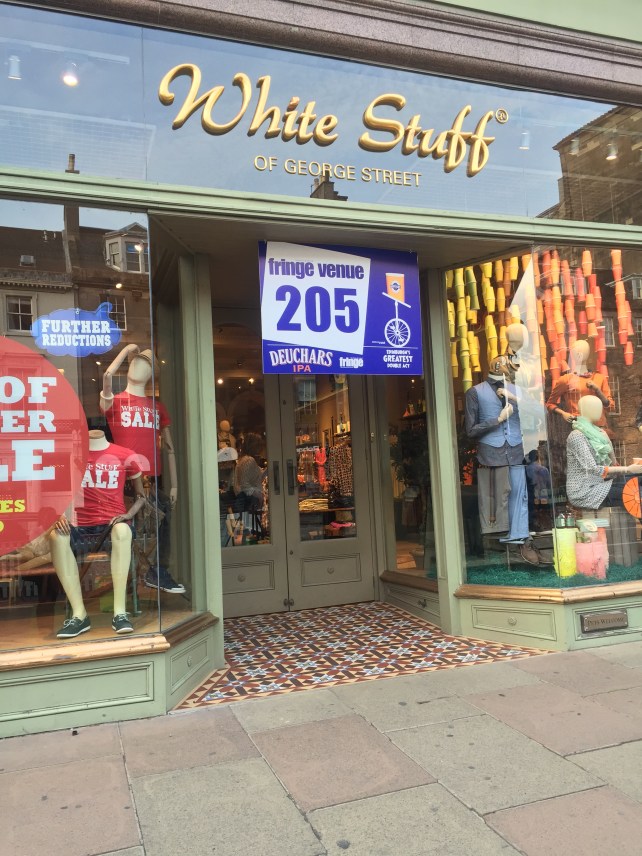 White Stuff®
OF GEORGE STREET
fringe venue
205
DEUCHARS
IPA
fringe
EDINBURGH'S
GREATEST
DOUBLE ACT
FURTHER
REDUCTIONS
OF
ER
LE
WHITE STUFF
SALE
ALE